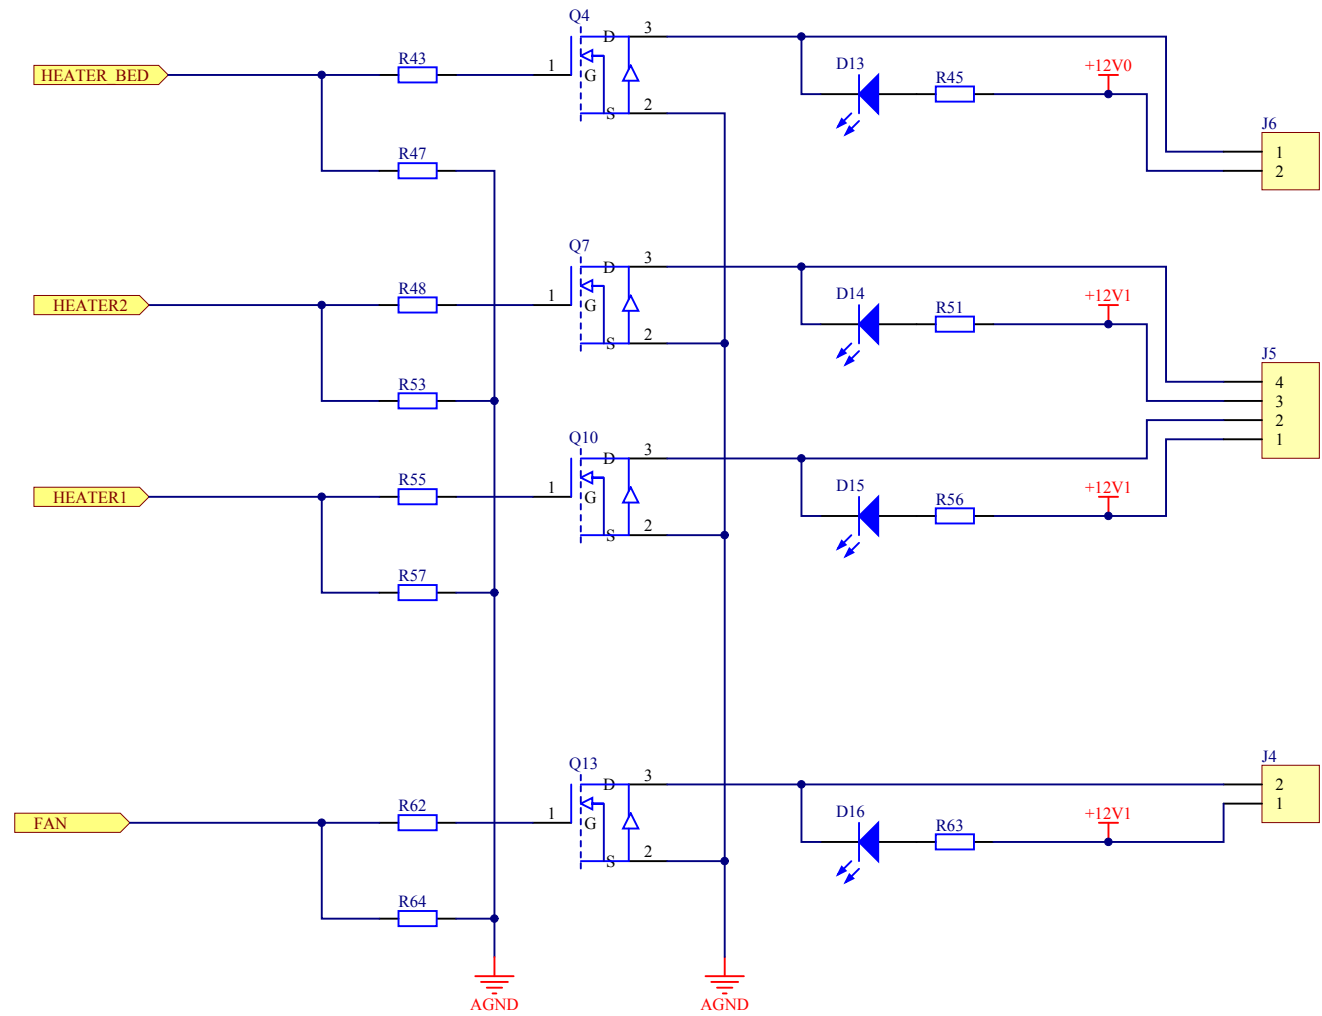 Q4
HEATER_BED
R43
1
D
G
S
3
2
D13
R45
+12V0
J6
1
2
R47
Q7
HEATER2
R48
1
D
G
S
3
2
D14
R51
+12V1
J5
4
3
2
1
R53
Q10
HEATER1
R55
1
D
G
S
3
2
D15
R56
+12V1
R57
Q13
FAN
R62
1
D
G
S
3
2
D16
R63
+12V1
J4
2
1
R64
AGND
AGND